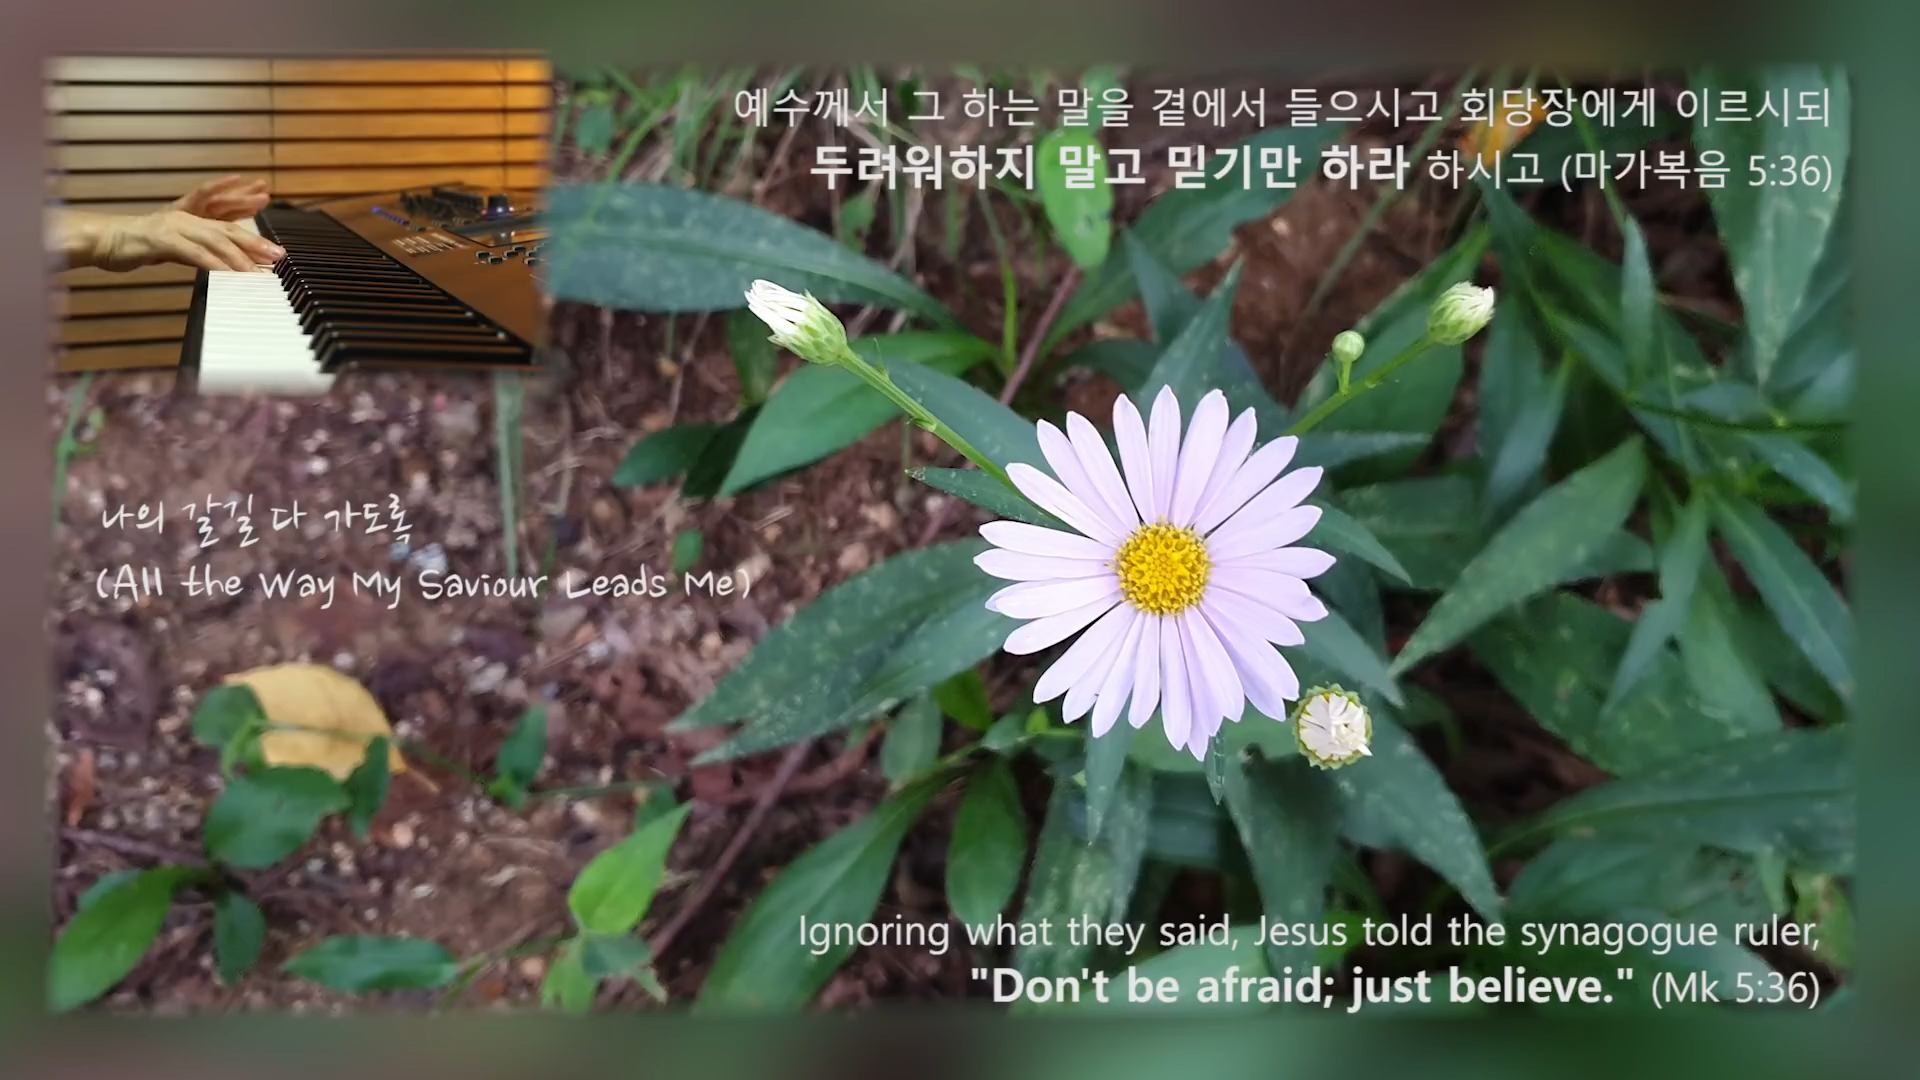 예수께서 그 하는 말을 곁에서 들으시고 회당장에게 이르시되
두려워하지 말고 믿기만 하라 하시고 (마가복음 5:36)
나의 갈길 다 가도록
(All the Way My Saviour Leads Me)
Ignoring what they said, Jesus told the synagogue ruler,
"Don't be afraid; just believe." (Mk 5:36)